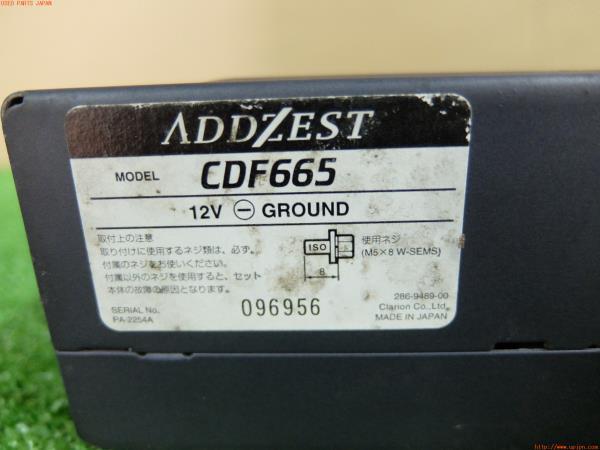 USED PARTS JAPAN
ADDZEST
MODEL CDF665
12V ⊖ GROUND
取付上の注意
取り付けに使用するネジ類は、必ず、
付属のネジをお使いください。
付属以外のネジを使用すると、セット
本体の故障の原因となります。
ISO
8
使用ネジ
(M5×8 W-SEMS)
SERIAL No.
PA-2254A
096956
286-9489-00
Clarion Co., Ltd.
MADE IN JAPAN
http://www.upjon.com/